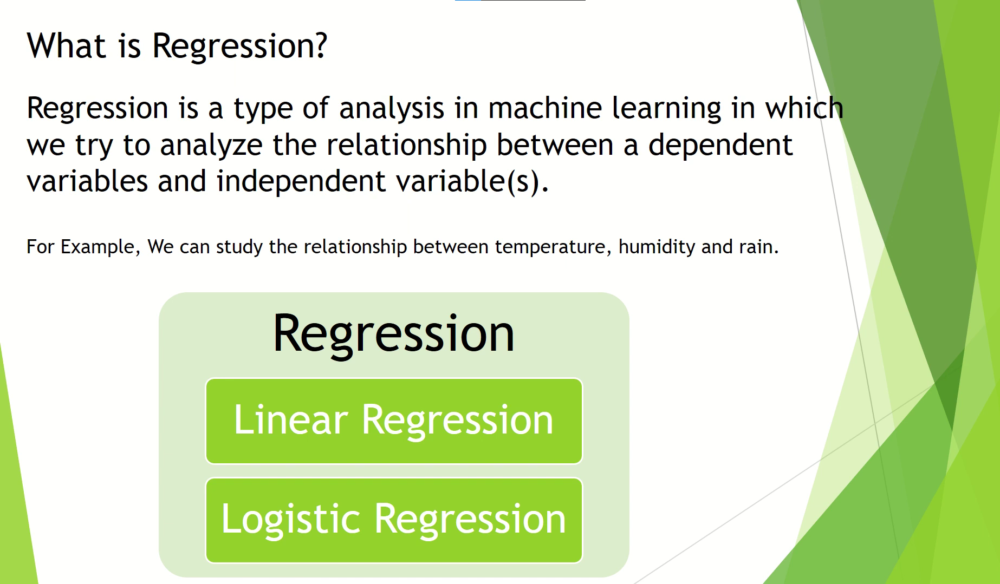 What is Regression?
Regression is a type of analysis in machine learning in which
we try to analyze the relationship between a dependent
variables and independent variable(s).
For Example, We can study the relationship between temperature, humidity and rain.
Regression
Linear Regression
Logistic Regression